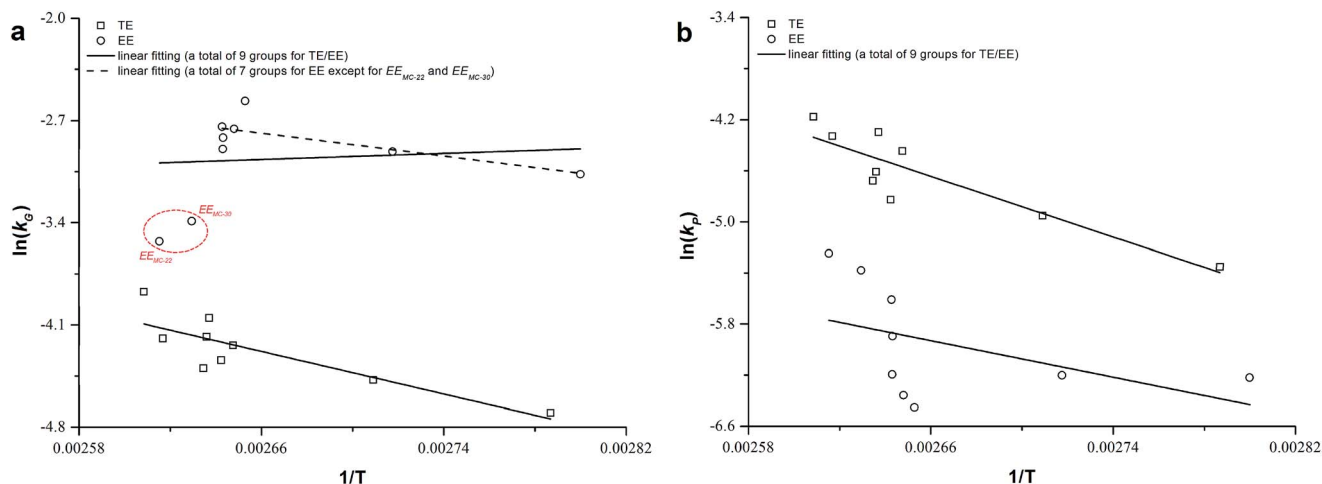 a
-2.0
-2.7
-3.4
-4.1
-4.8
ln(k_G)
TE
EE
linear fitting (a total of 9 groups for TE/EE)
linear fitting (a total of 7 groups for EE except for EE_MC-22 and EE_MC-30)
EE_MC-30
EE_MC-22
0.00258
0.00266
0.00274
0.00282
1/T
b
-3.4
-4.2
-5.0
-5.8
-6.6
ln(k_P)
TE
EE
linear fitting (a total of 9 groups for TE/EE)
0.00258
0.00266
0.00274
0.00282
1/T